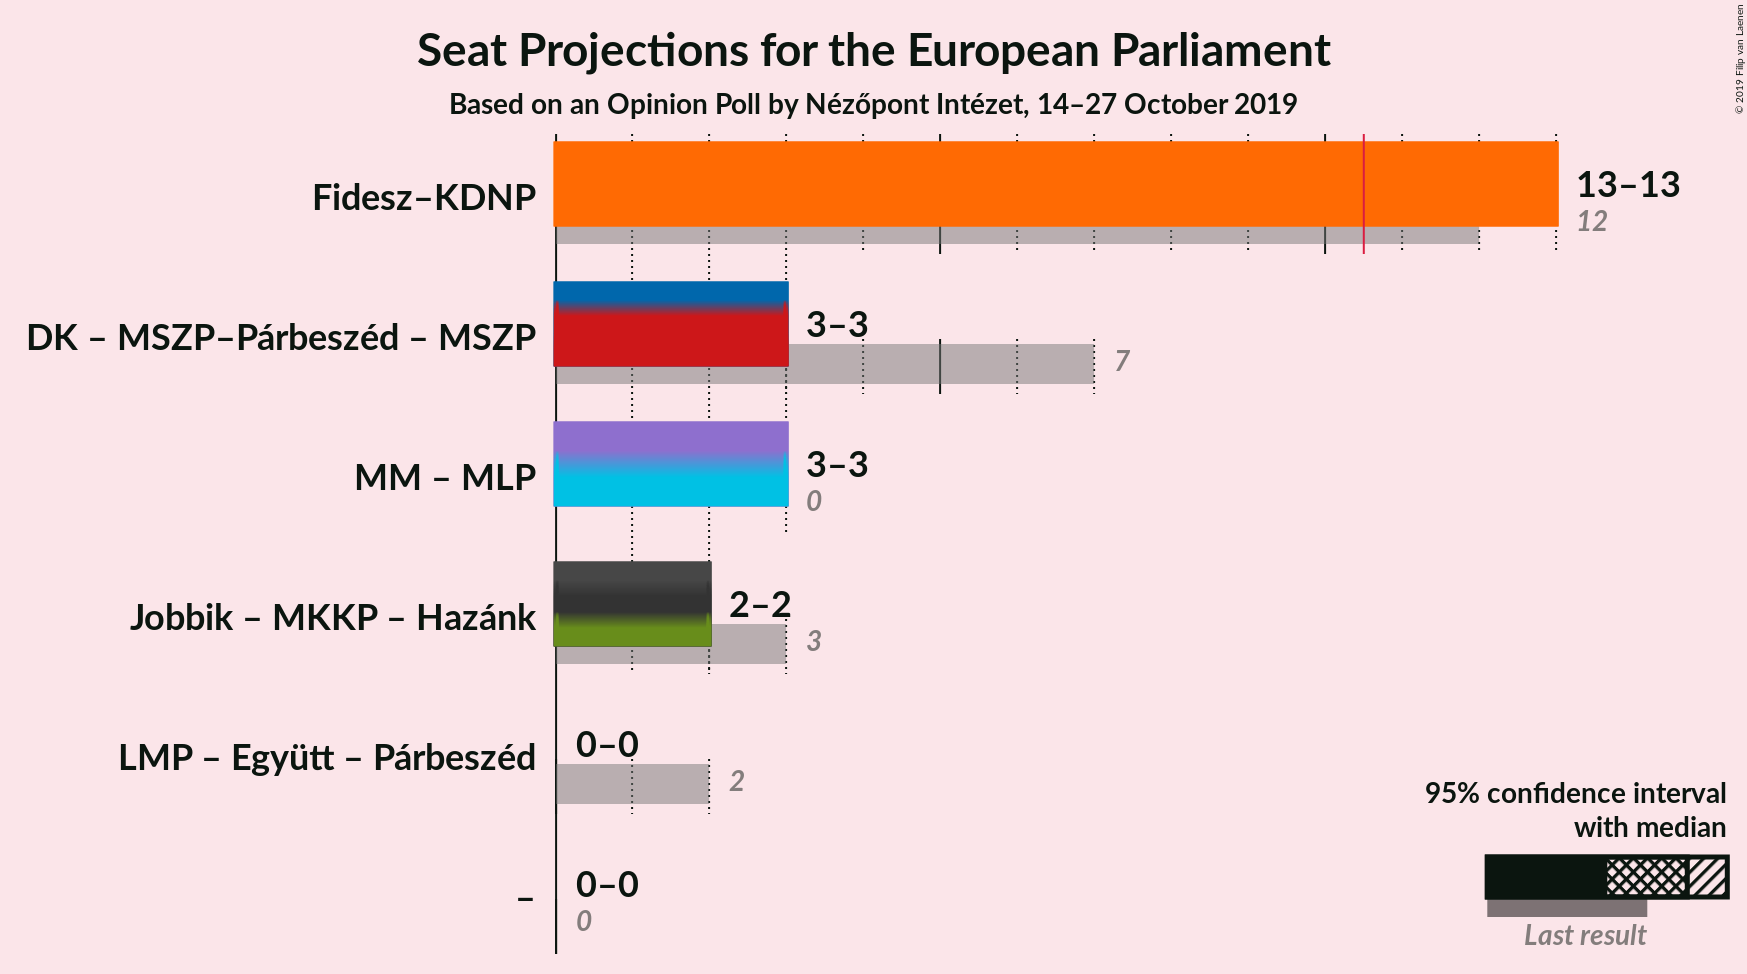 Seat Projections for the European Parliament
Based on an Opinion Poll by Nézőpont Intézet, 14–27 October 2019
© 2019 Filip van Laenen
Fidesz–KDNP
13–13
12
DK – MSZP–Párbeszéd – MSZP
3–3
7
MM – MLP
3–3
0
Jobbik – MKKP – Hazánk
2–2
3
LMP – Együtt – Párbeszéd
0–0
2
–
0–0
0
95% confidence interval
with median
Last result